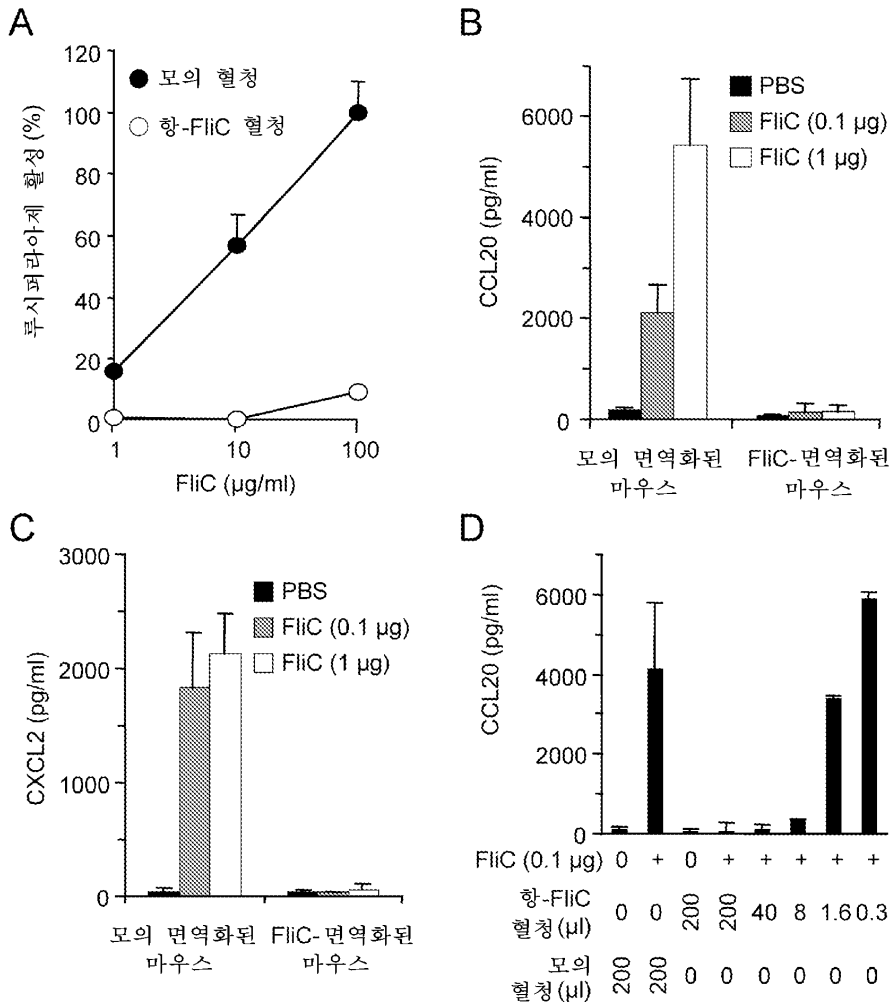 A
120
100
80
60
40
20
0
루시퍼라아제 활성 (%)
모의 혈청
항-FliC 혈청
1 10 100
FliC (µg/ml)
B
6000
4000
2000
0
CCL20 (pg/ml)
PBS
FliC (0.1 µg)
FliC (1 µg)
모의 면역화된 FliC-면역화된
마우스 마우스
C
3000
2000
1000
0
CXCL2 (pg/ml)
PBS
FliC (0.1 µg)
FliC (1 µg)
모의 면역화된 FliC-면역화된
마우스 마우스
D
6000
4000
2000
0
CCL20 (pg/ml)
FliC (0.1 µg) 0 + 0 + + + + +
항-FliC
혈청(µl) 0 0 200 200 40 8 1.6 0.3
모의
혈청(µl) 200 200 0 0 0 0 0 0